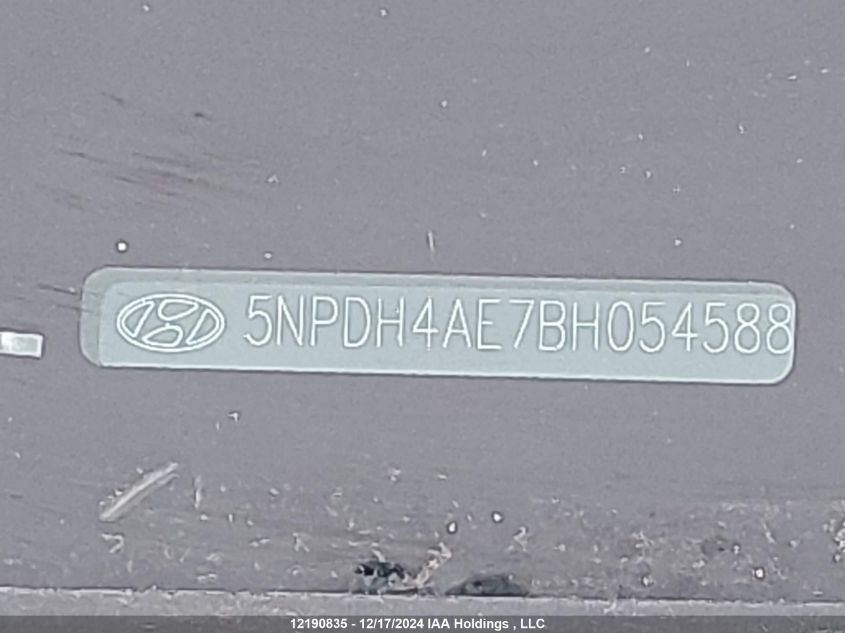 5NPDH4AE7BH054588
12190835 - 12/17/2024 IAA Holdings , LLC